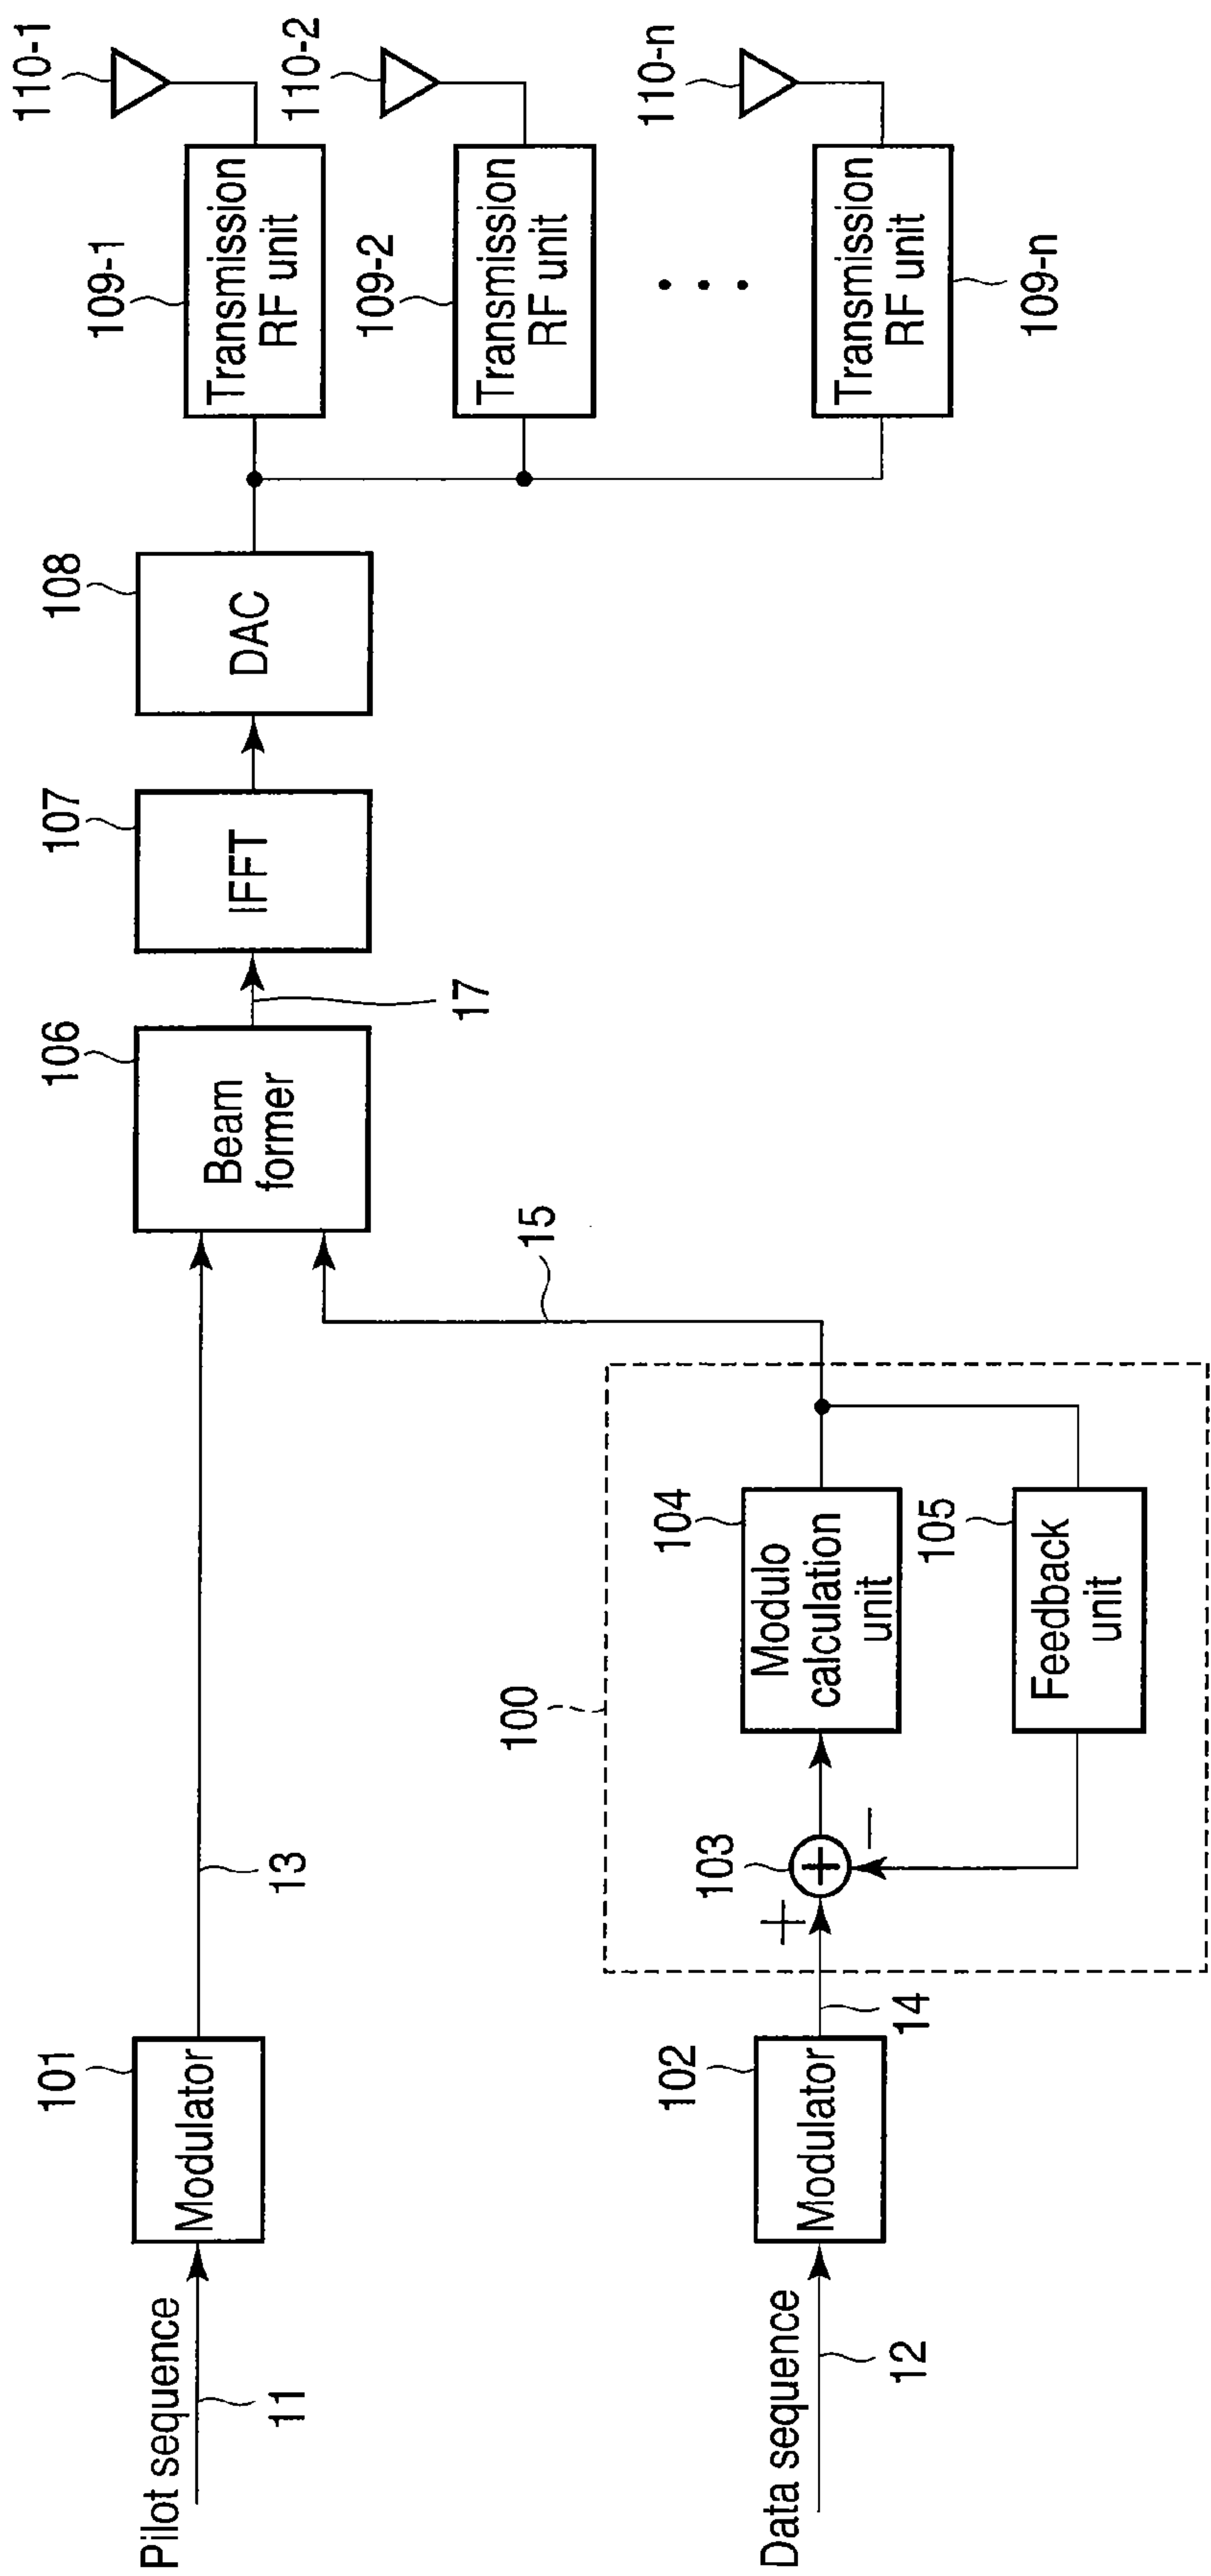 Pilot sequence
11
101
Modulator
13
106
Beam
former
17
107
IFFT
108
DAC
109-1
Transmission
RF unit
110-1
109-2
Transmission
RF unit
110-2
• • •
109-n
Transmission
RF unit
110-n
Data sequence
12
102
Modulator
14
100
103
+
+
−
104
Modulo
calculation
unit
105
Feedback
unit
15